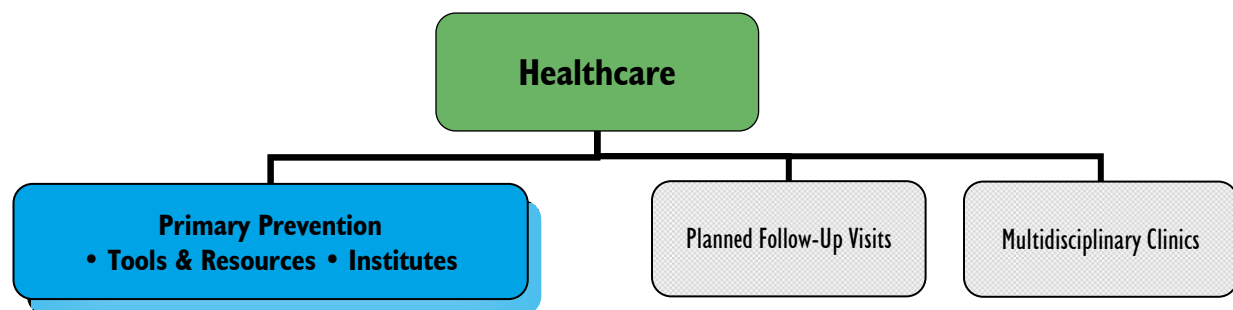 Healthcare
Primary Prevention
• Tools & Resources • Institutes
Planned Follow-Up Visits
Multidisciplinary Clinics